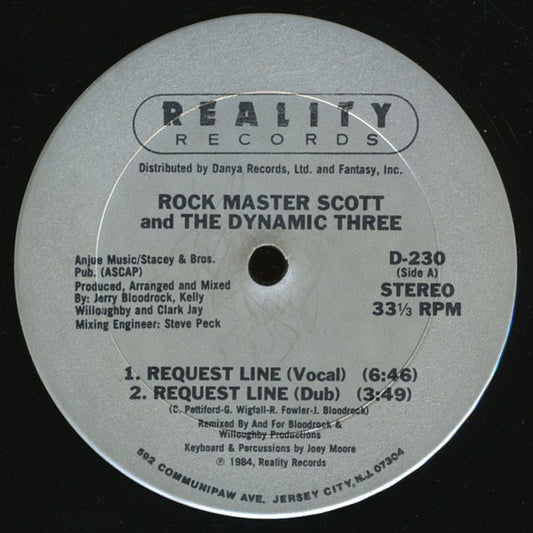 REALITY
RECORDS
Distributed by Danya Records, Ltd. and Fantasy, Inc.
ROCK MASTER SCOTT
and THE DYNAMIC THREE
Anjue Music/Stacey & Bros.
Pub. (ASCAP)
Produced, Arranged and Mixed
By: Jerry Bloodrock, Kelly
Willoughby and Clark Jay
Mixing Engineer: Steve Peck
D-230
(Side A)
STEREO
33⅓ RPM
1. REQUEST LINE (Vocal) (6:46)
2. REQUEST LINE (Dub) (3:49)
(C. Pettiford-G. Wigfall-R. Fowler-J. Bloodrock)
Remixed By and For Bloodrock &
Willoughby Productions
Keyboard & Percussions by Joey Moore
℗ 1984, Reality Records
592 COMMUNIPAW AVE. JERSEY CITY, N.J. 07304